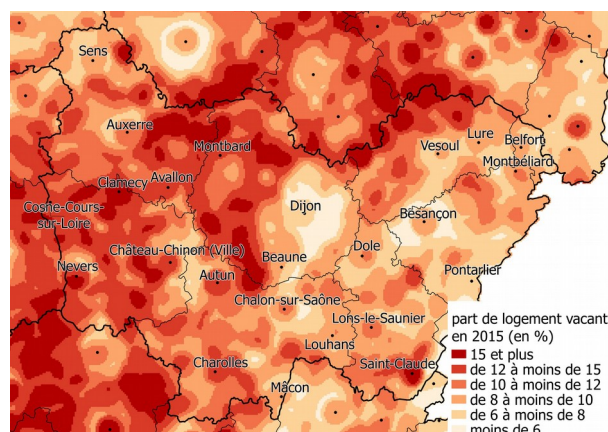 Sens
Auxerre
Montbard
Vesoul
Lure
Belfort
Montbéliard
Clamecy
Avallon
Cosne-Cours-
sur-Loire
Dijon
Besançon
Château-Chinon (Ville)
Nevers
Autun
Beaune
Dole
Pontarlier
Chalon-sur-Saône
Lons-le-Saunier
Louhans
Saint-Claude
Charolles
Mâcon
part de logement vacant
en 2015 (en %)
15 et plus
de 12 à moins de 15
de 10 à moins de 12
de 8 à moins de 10
de 6 à moins de 8
moins de 6